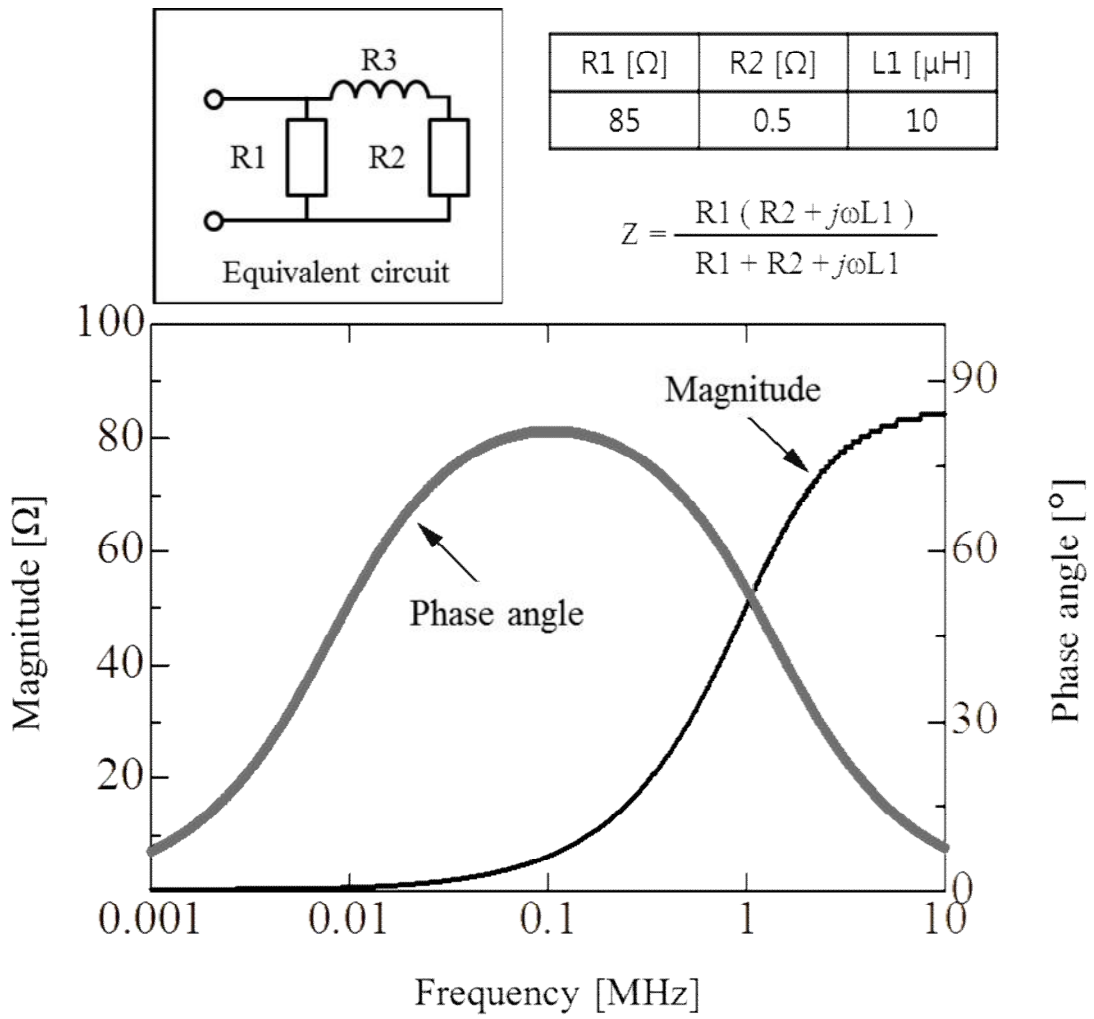 R3
R1
R2
Equivalent circuit
R1 [Ω] R2 [Ω] L1 [μH]
85 0.5 10
Z = R1 ( R2 + jωL1 )
R1 + R2 + jωL1
100
80
60
40
20
90
60
30
0
Magnitude
Phase angle
Magnitude [Ω]
Phase angle [°]
0.001 0.01 0.1 1 10
Frequency [MHz]